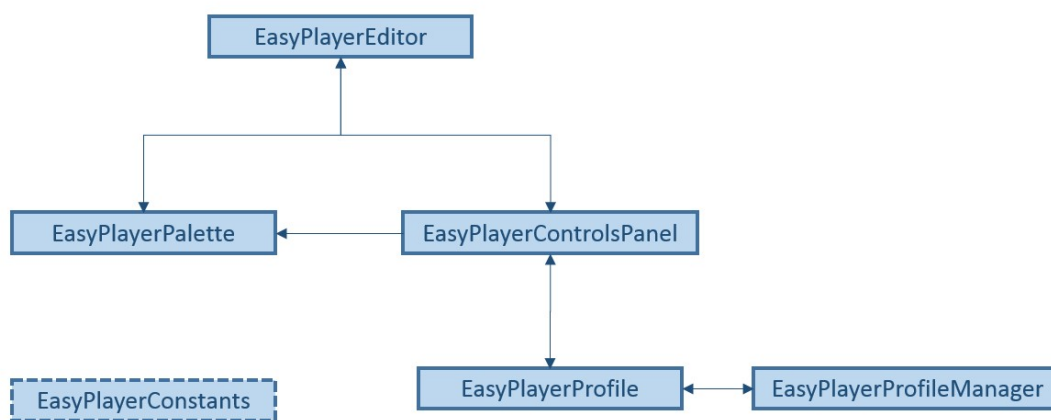 EasyPlayerEditor
EasyPlayerPalette
EasyPlayerControlsPanel
EasyPlayerConstants
EasyPlayerProfile
EasyPlayerProfileManager